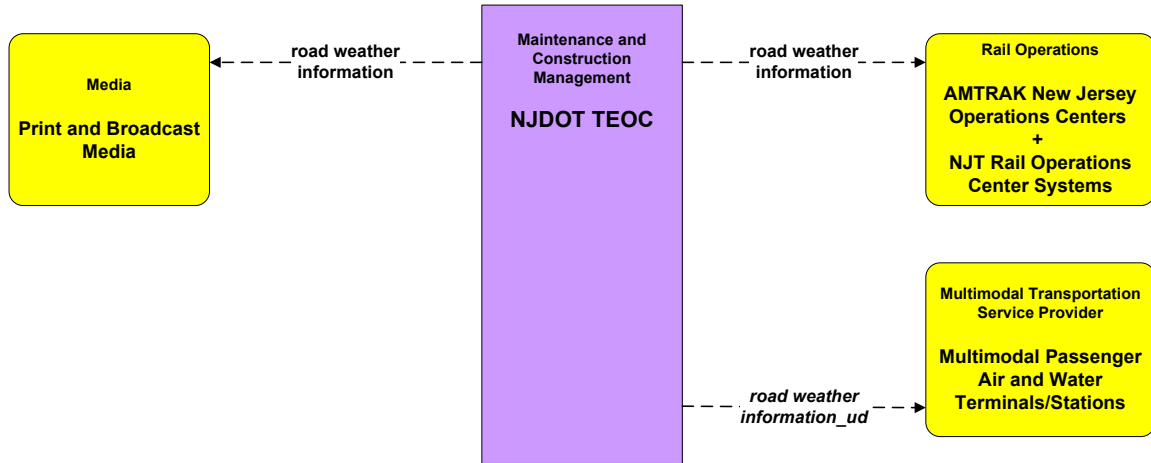 Media
Print and Broadcast
Media
road weather
information
Maintenance and
Construction
Management
NJDOT TEOC
road weather
information
Rail Operations
AMTRAK New Jersey
Operations Centers
+
NJT Rail Operations
Center Systems
Multimodal Transportation
Service Provider
Multimodal Passenger
Air and Water
Terminals/Stations
road weather
information_ud